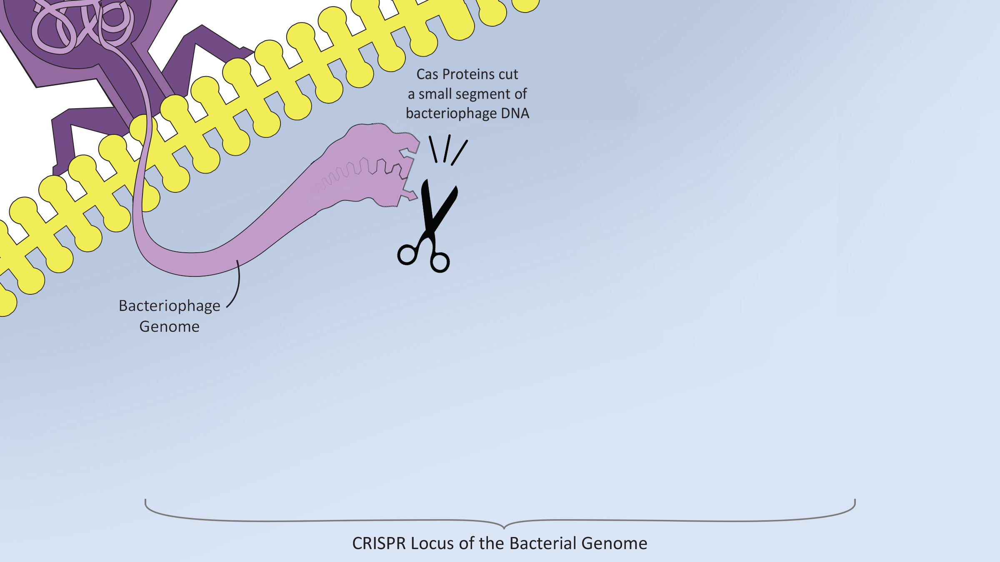 Cas Proteins cut
a small segment of
bacteriophage DNA
Bacteriophage
Genome
CRISPR Locus of the Bacterial Genome